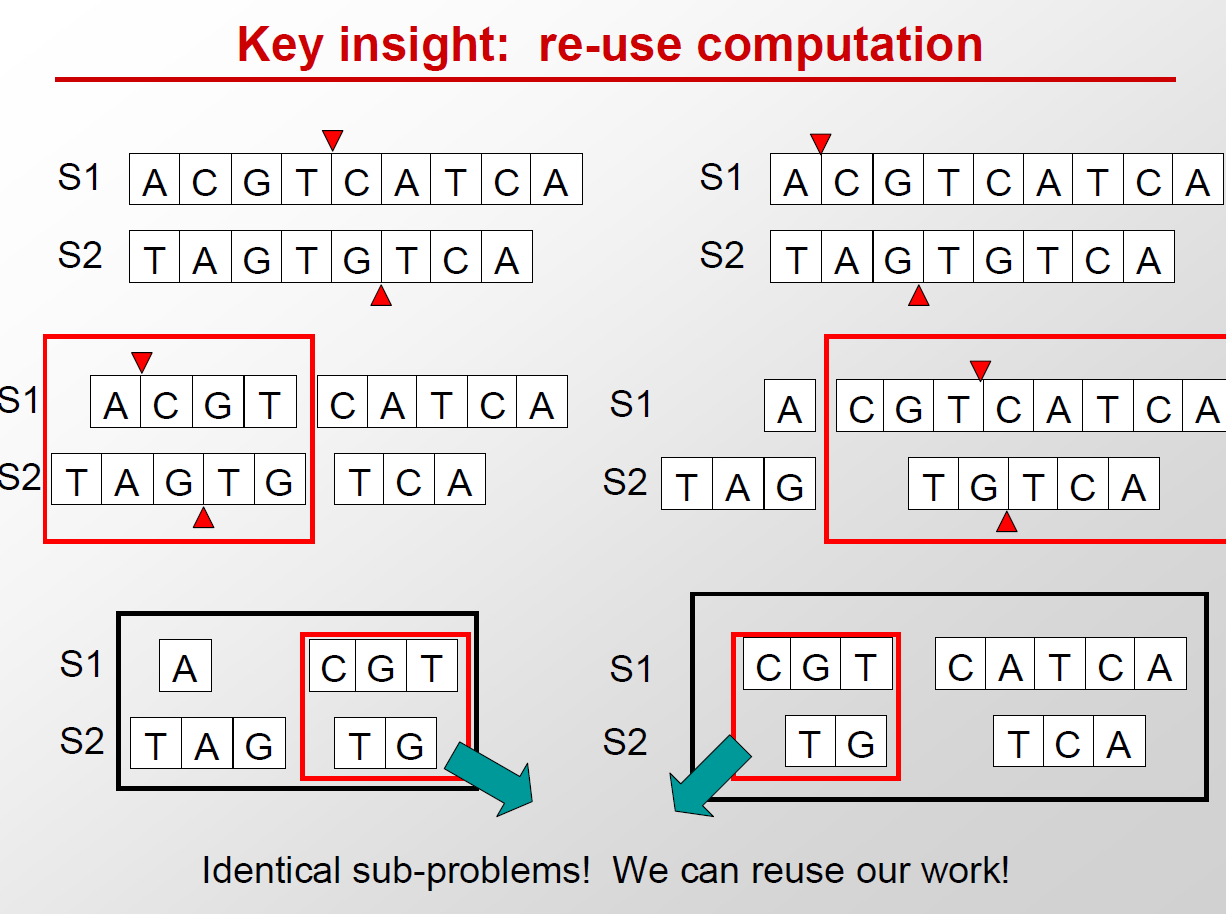 Key insight: re-use computation
S1 A C G T C A T C A
S2 T A G T G T C A
S1 A C G T C A T C A
S2 T A G T G T C A
S1 A C G T C A T C A
S2 T A G T G T C A
S1 A C G T C A T C A
S2 T A G T G T C A
S1 A C G T
S2 T A G T G
S1 C G T C A T C A
S2 T G T C A
Identical sub-problems! We can reuse our work!